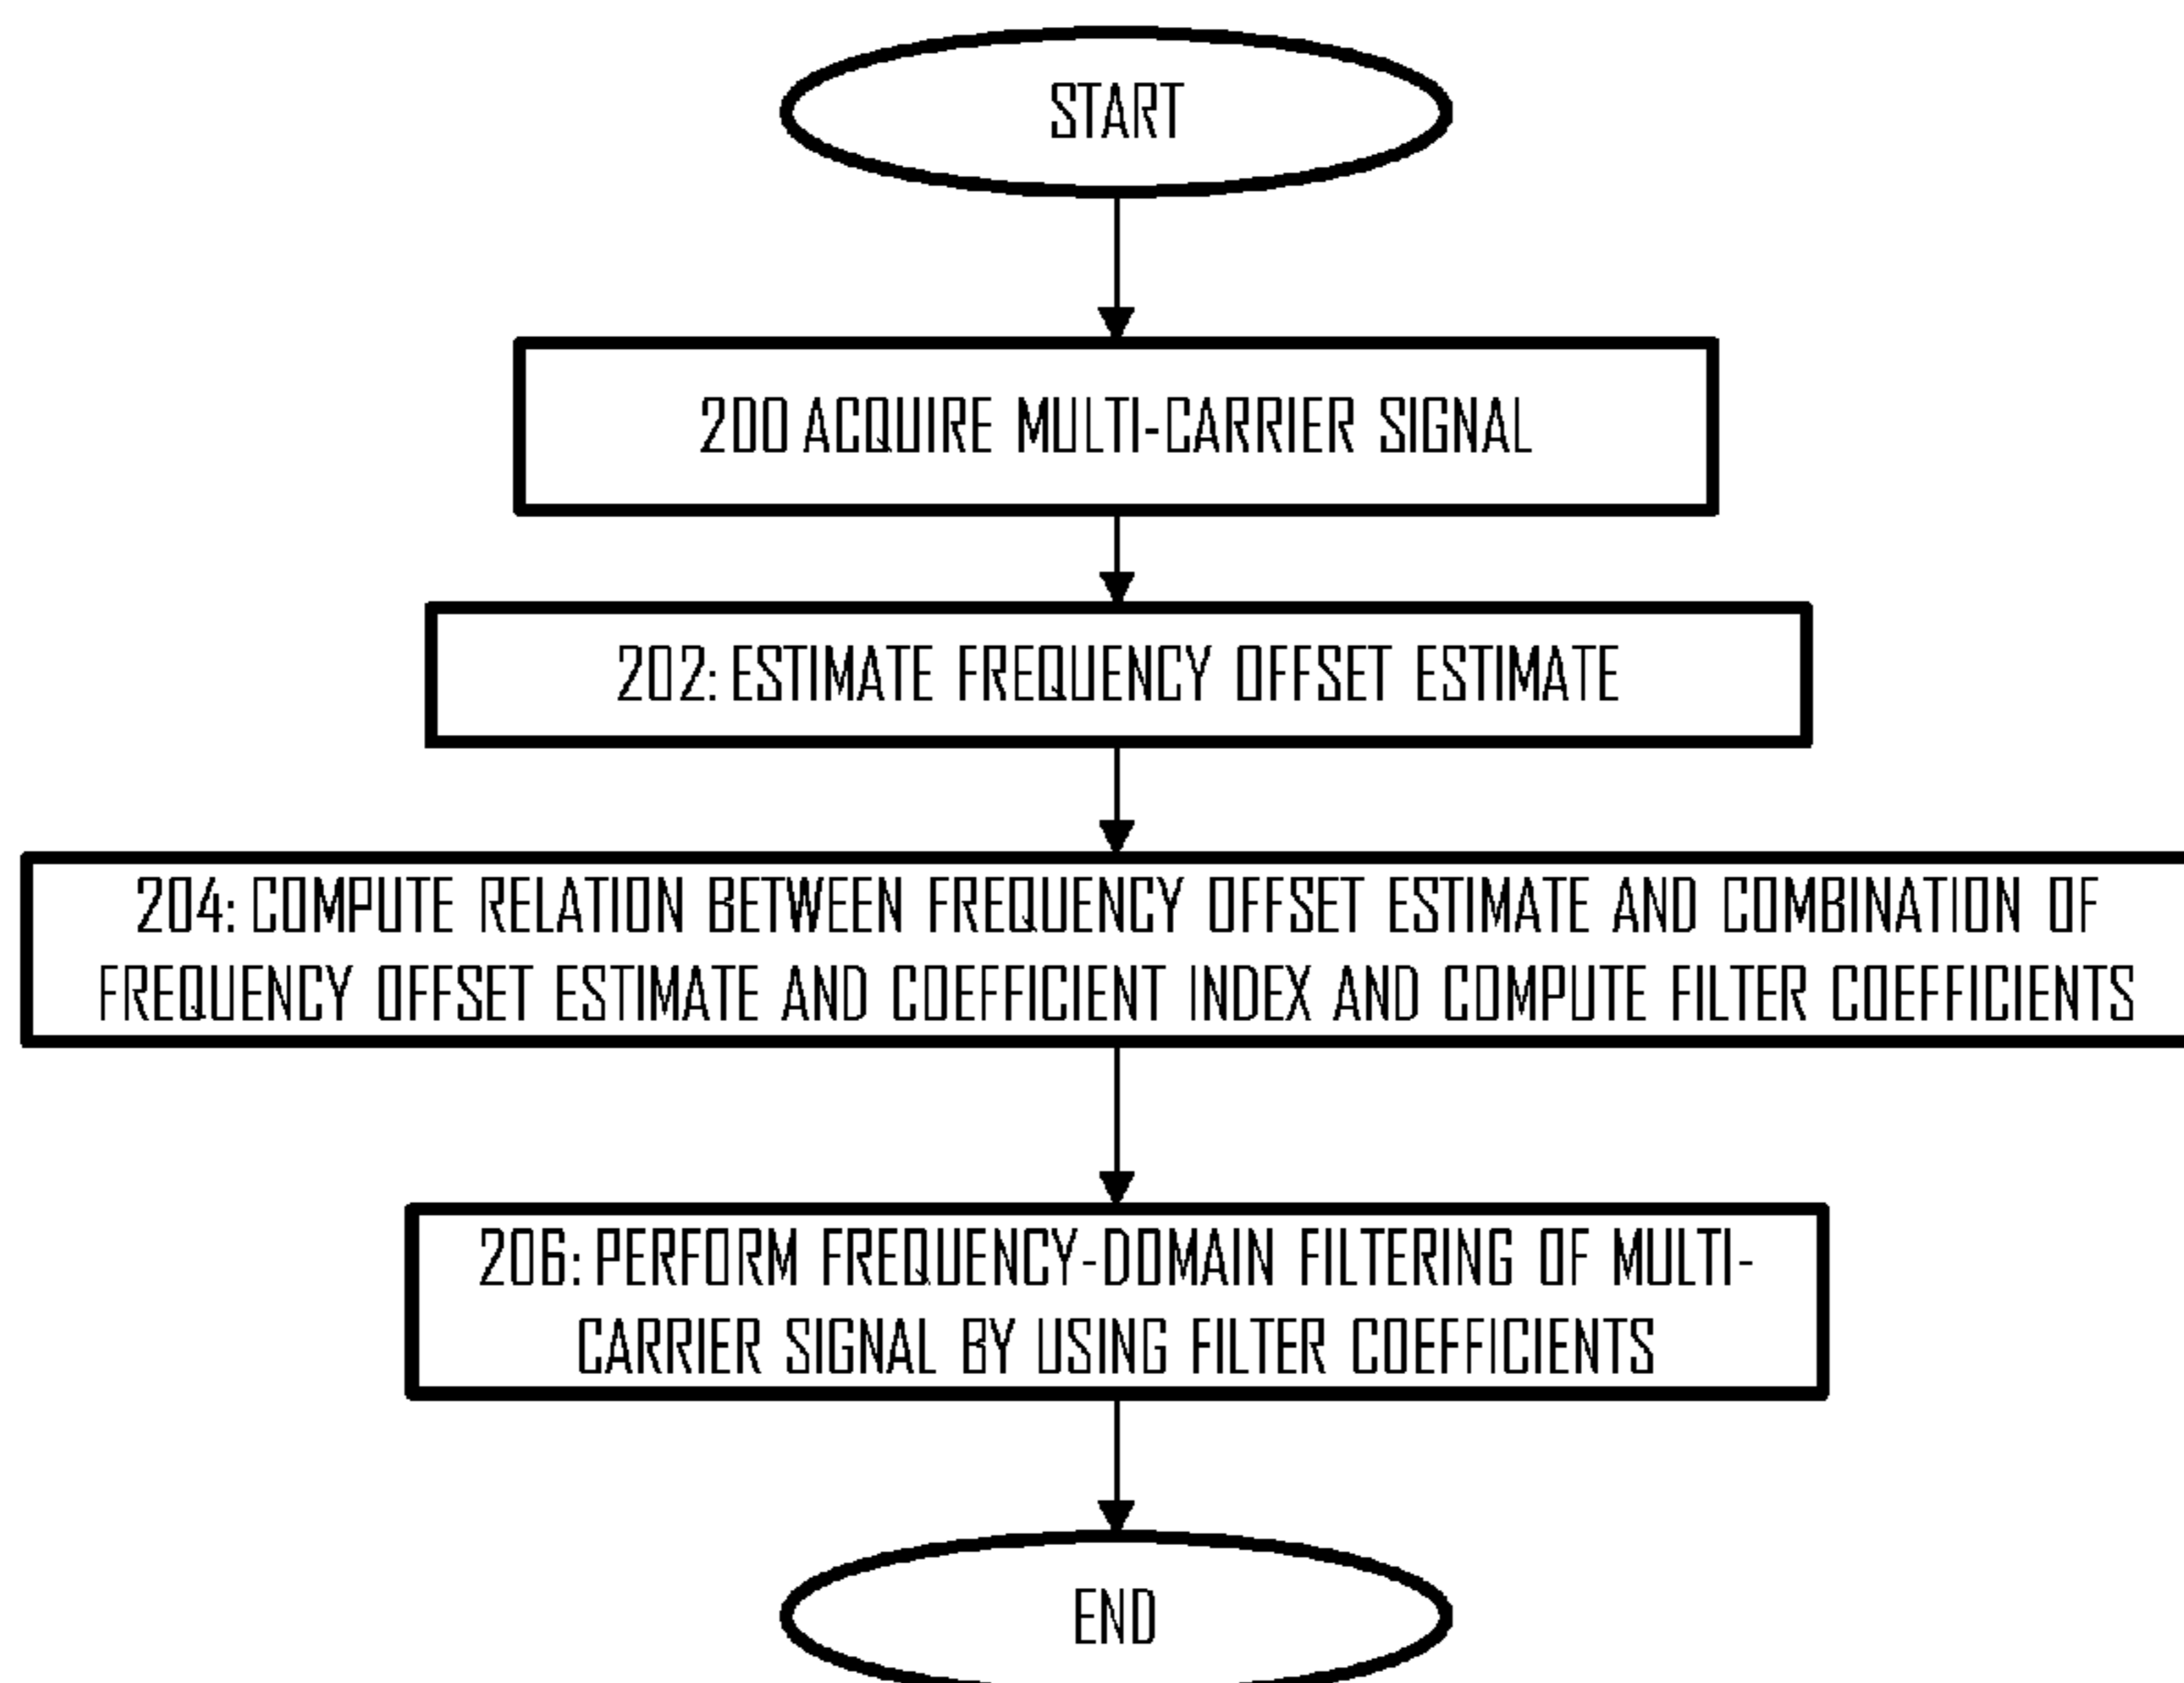 START
200 ACQUIRE MULTI-CARRIER SIGNAL
202: ESTIMATE FREQUENCY OFFSET ESTIMATE
204: COMPUTE RELATION BETWEEN FREQUENCY OFFSET ESTIMATE AND COMBINATION OF
FREQUENCY OFFSET ESTIMATE AND COEFFICIENT INDEX AND COMPUTE FILTER COEFFICIENTS
206: PERFORM FREQUENCY-DOMAIN FILTERING OF MULTI-
CARRIER SIGNAL BY USING FILTER COEFFICIENTS
END